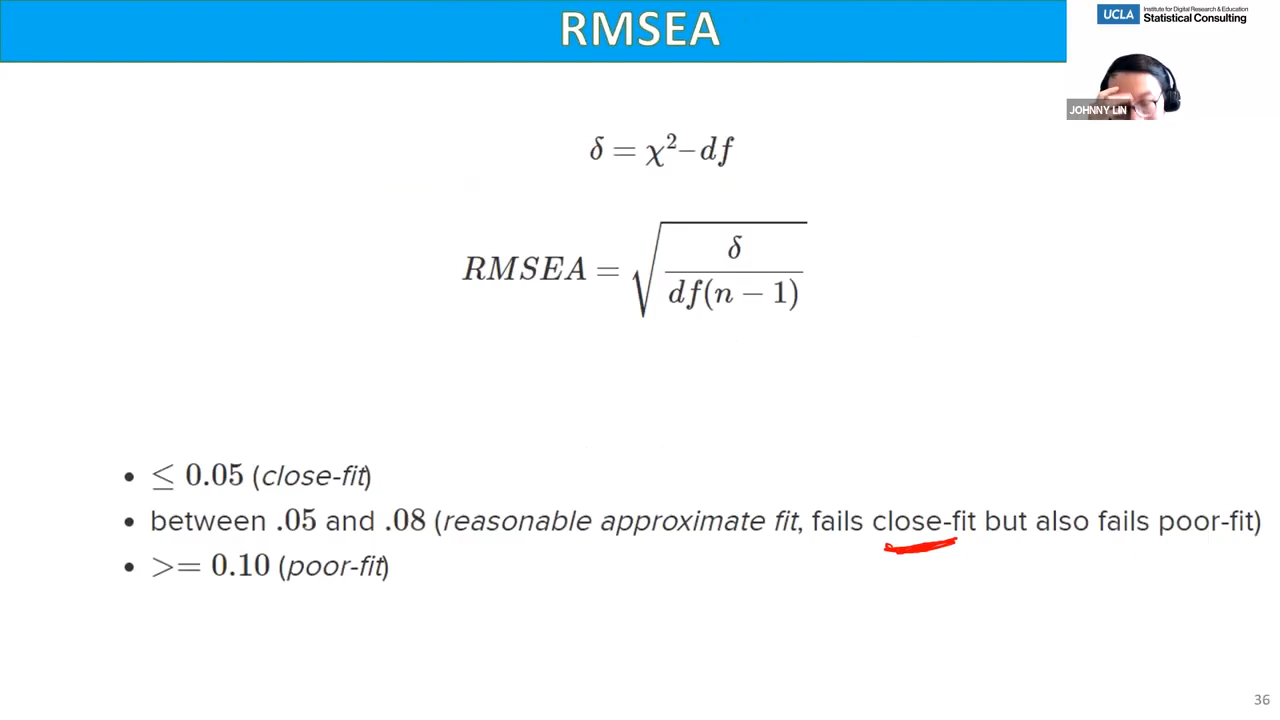 RMSEA
UCLA
Institute for Digital Research & Education
Statistical Consulting
JOHNNY LIN
δ = χ²– df
RMSEA = √(δ / df(n − 1))
• ≤ 0.05 (close-fit)
• between .05 and .08 (reasonable approximate fit, fails close-fit but also fails poor-fit)
• >= 0.10 (poor-fit)
36